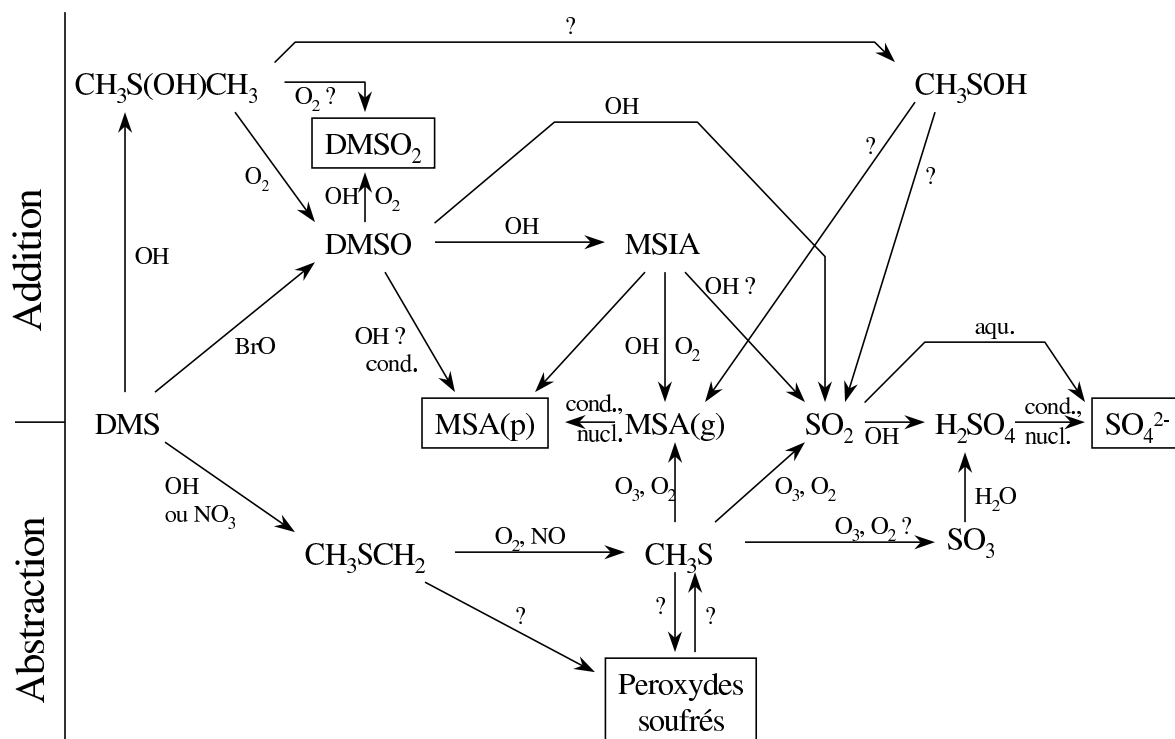 ?
CH₃S(OH)CH₃
O₂ ?
CH₃SOH
DMSO₂
OH
?
?
O₂
OH
O₂
DMSO
OH
MSIA
OH
OH ?
BrO
OH ?
cond.
OH
O₂
aqu.
Addition
DMS
MSA(p)
cond.,
nucl.
MSA(g)
SO₂
OH
H₂SO₄
cond.,
nucl.
SO₄²⁻
OH
ou NO₃
O₃, O₂
O₃, O₂
H₂O
CH₃SCH₂
O₂, NO
CH₃S
O₃, O₂ ?
SO₃
?
?
?
Abstraction
Peroxydes
soufrés